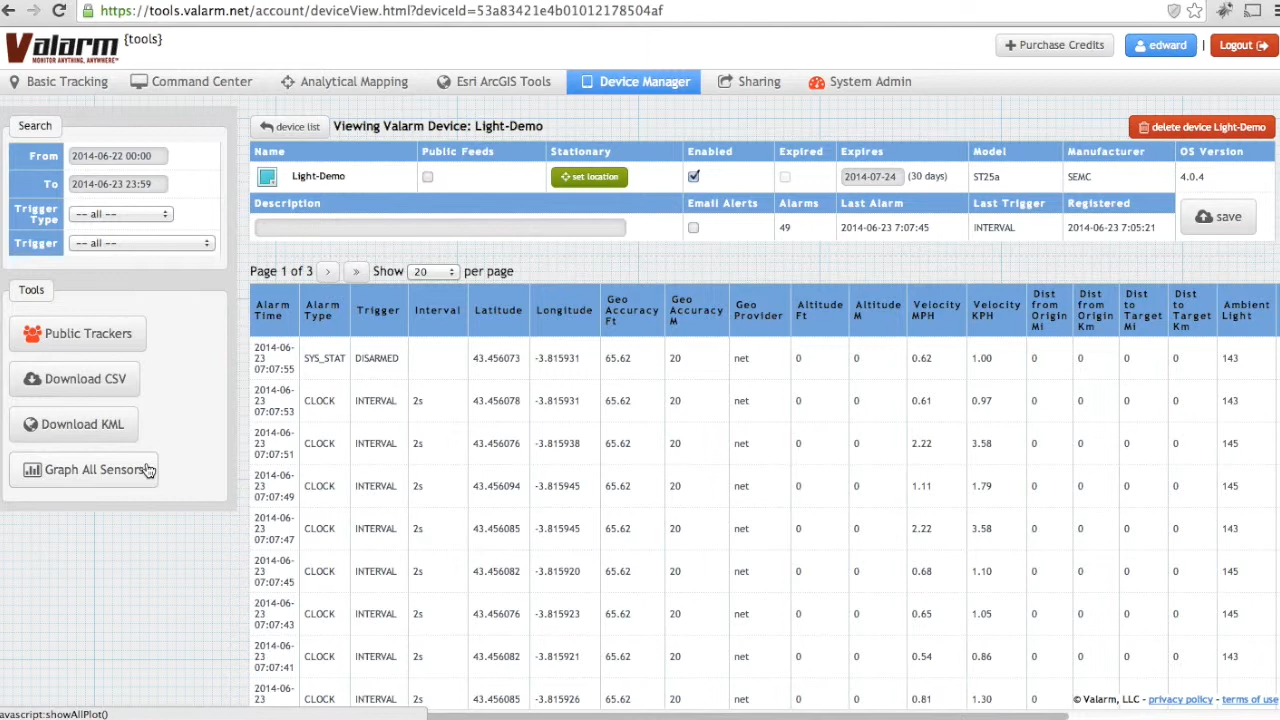 https://tools.valarm.net/account/deviceView.html?deviceId=53a83421e4b01012178504af
Valarm {tools}
MONITOR ANYTHING, ANYWHERE™
+ Purchase Credits
edward
Logout
Basic Tracking
Command Center
Analytical Mapping
Esri ArcGIS Tools
Device Manager
Sharing
System Admin
Search
From 2014-06-22 00:00
To 2014-06-23 23:59
Trigger Type -- all --
Trigger -- all --
Tools
Public Trackers
Download CSV
Download KML
Graph All Sensors
device list Viewing Valarm Device: Light-Demo
delete device Light-Demo
Name Public Feeds Stationary Enabled Expired Expires Model Manufacturer OS Version
Light-Demo set location 2014-07-24 (30 days) ST25a SEMC 4.0.4
Description Email Alerts Alarms Last Alarm Last Trigger Registered
49 2014-06-23 7:07:45 INTERVAL 2014-06-23 7:05:21 save
Page 1 of 3 › » Show 20 per page
Alarm Time Alarm Type Trigger Interval Latitude Longitude Geo Accuracy Ft Geo Accuracy M Geo Provider Altitude Ft Altitude M Velocity MPH Velocity KPH Dist from Origin Mi Dist from Origin Km Dist to Target Mi Dist to Target Km Ambient Light
2014-06-23 07:07:55 SYS_STAT DISARMED 43.456073 -3.815931 65.62 20 net 0 0 0.62 1.00 0 0 0 0 143
2014-06-23 07:07:53 CLOCK INTERVAL 2s 43.456078 -3.815931 65.62 20 net 0 0 0.61 0.97 0 0 0 0 143
2014-06-23 07:07:51 CLOCK INTERVAL 2s 43.456076 -3.815938 65.62 20 net 0 0 2.22 3.58 0 0 0 0 145
2014-06-23 07:07:49 CLOCK INTERVAL 2s 43.456094 -3.815945 65.62 20 net 0 0 1.11 1.79 0 0 0 0 145
2014-06-23 07:07:47 CLOCK INTERVAL 2s 43.456085 -3.815945 65.62 20 net 0 0 2.22 3.58 0 0 0 0 143
2014-06-23 07:07:45 CLOCK INTERVAL 2s 43.456082 -3.815920 65.62 20 net 0 0 0.68 1.10 0 0 0 0 145
2014-06-23 07:07:43 CLOCK INTERVAL 2s 43.456076 -3.815923 65.62 20 net 0 0 0.65 1.05 0 0 0 0 145
2014-06-23 07:07:41 CLOCK INTERVAL 2s 43.456082 -3.815921 65.62 20 net 0 0 0.54 0.86 0 0 0 0 143
2014-06-23 CLOCK INTERVAL 2s 43.456085 -3.815926 65.62 20 net 0 0 0.81 1.30 0 0
© Valarm, LLC - privacy policy - terms of use
avascript:showAllPlot()